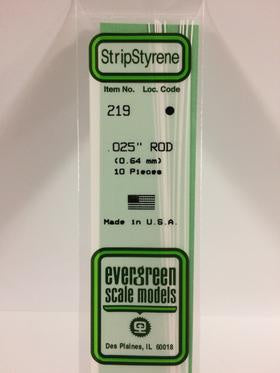 StripStyrene
Item No. Loc. Code
219
.025" ROD
(0.64 mm)
10 Pieces
Made in U.S.A.
evergreen
scale models
Des Plaines, IL 60018